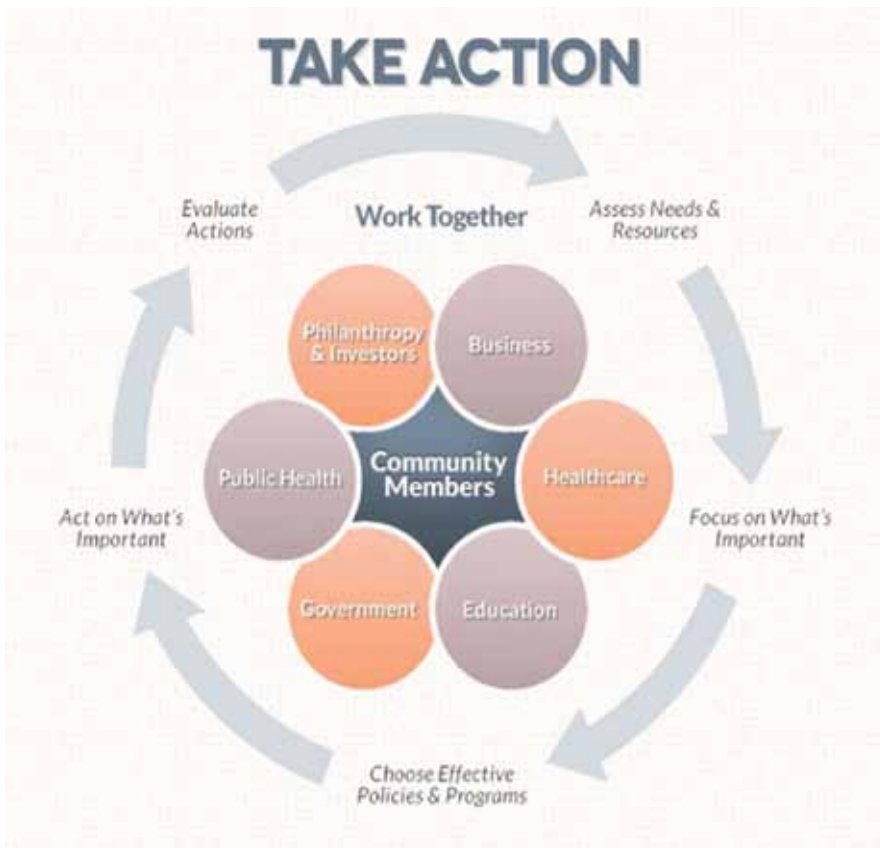 TAKE ACTION
Evaluate
Actions
Work Together
Assess Needs &
Resources
Philanthropy
& Investors
Business
Public Health
Community
Members
Healthcare
Act on What's
Important
Focus on What's
Important
Government
Education
Choose Effective
Policies & Programs